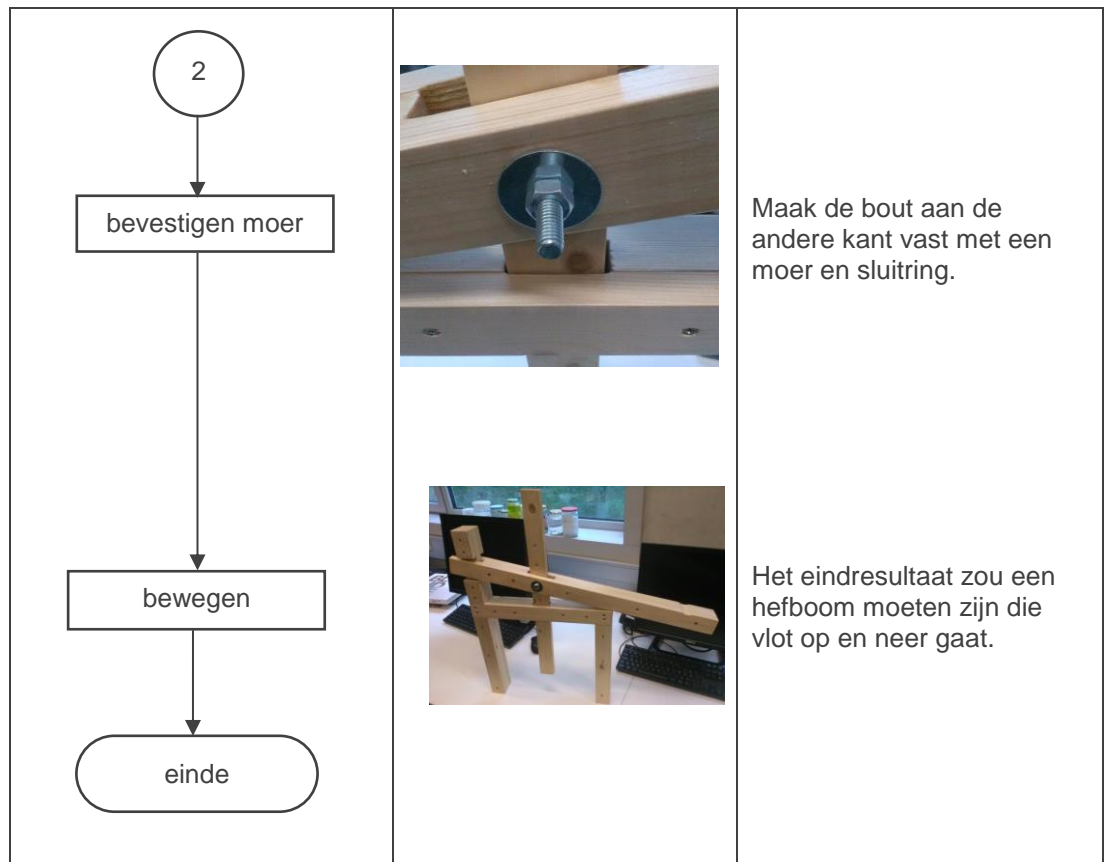 2
bevestigen moer
Maak de bout aan de
andere kant vast met een
moer en sluitring.
bewegen
Het eindresultaat zou een
hefboom moeten zijn die
vlot op en neer gaat.
einde